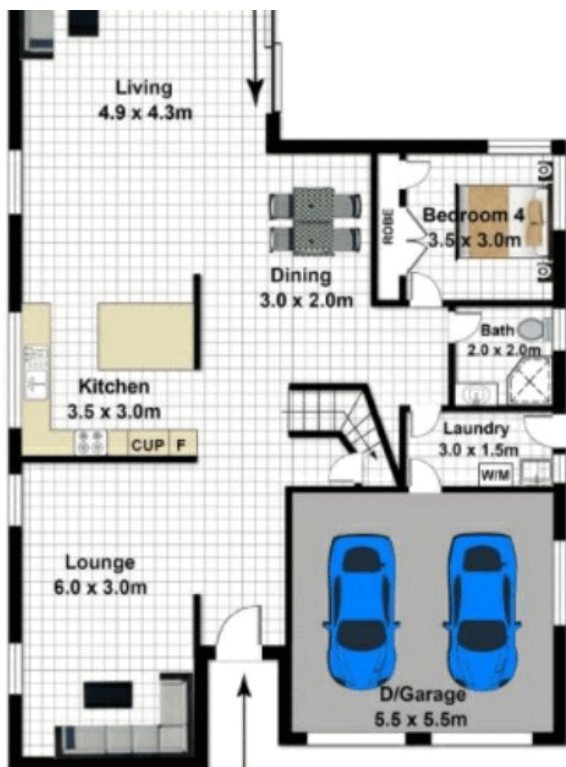 Living
4.9 x 4.3m
ROBE
Bedroom 4
3.5 x 3.0m
Dining
3.0 x 2.0m
Bath
2.0 x 2.0m
Kitchen
3.5 x 3.0m
CUP F
Laundry
3.0 x 1.5m
W/M
Lounge
6.0 x 3.0m
D/Garage
5.5 x 5.5m